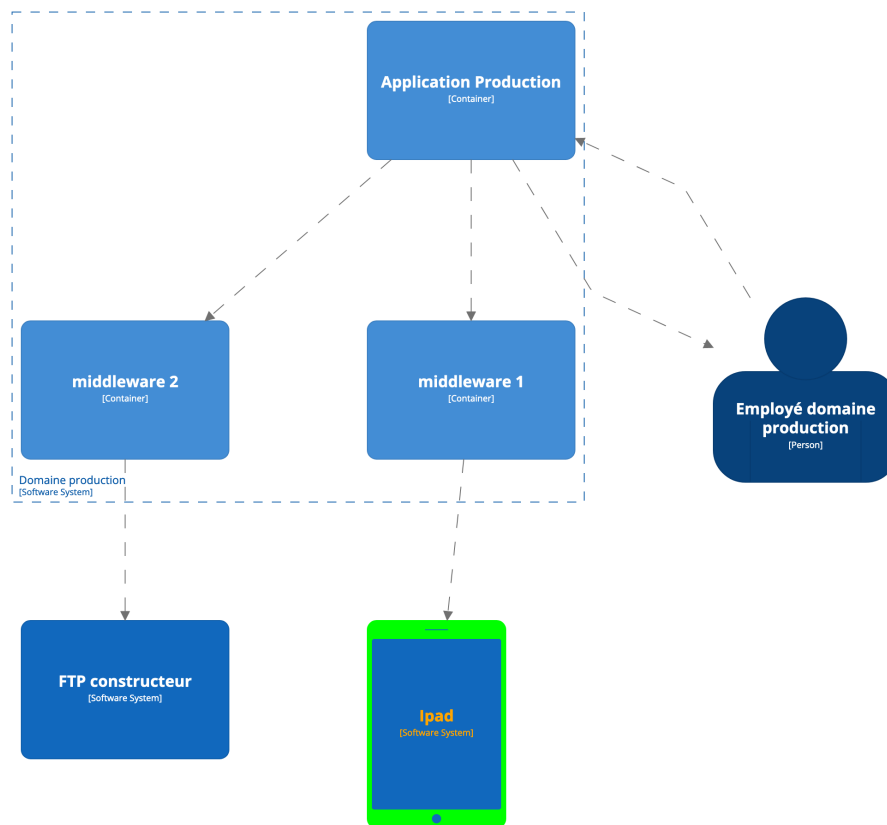 Application Production
[Container]
middleware 2
[Container]
middleware 1
[Container]
Employé domaine
production
[Person]
Domaine production
[Software System]
FTP constructeur
[Software System]
Ipad
[Software System]